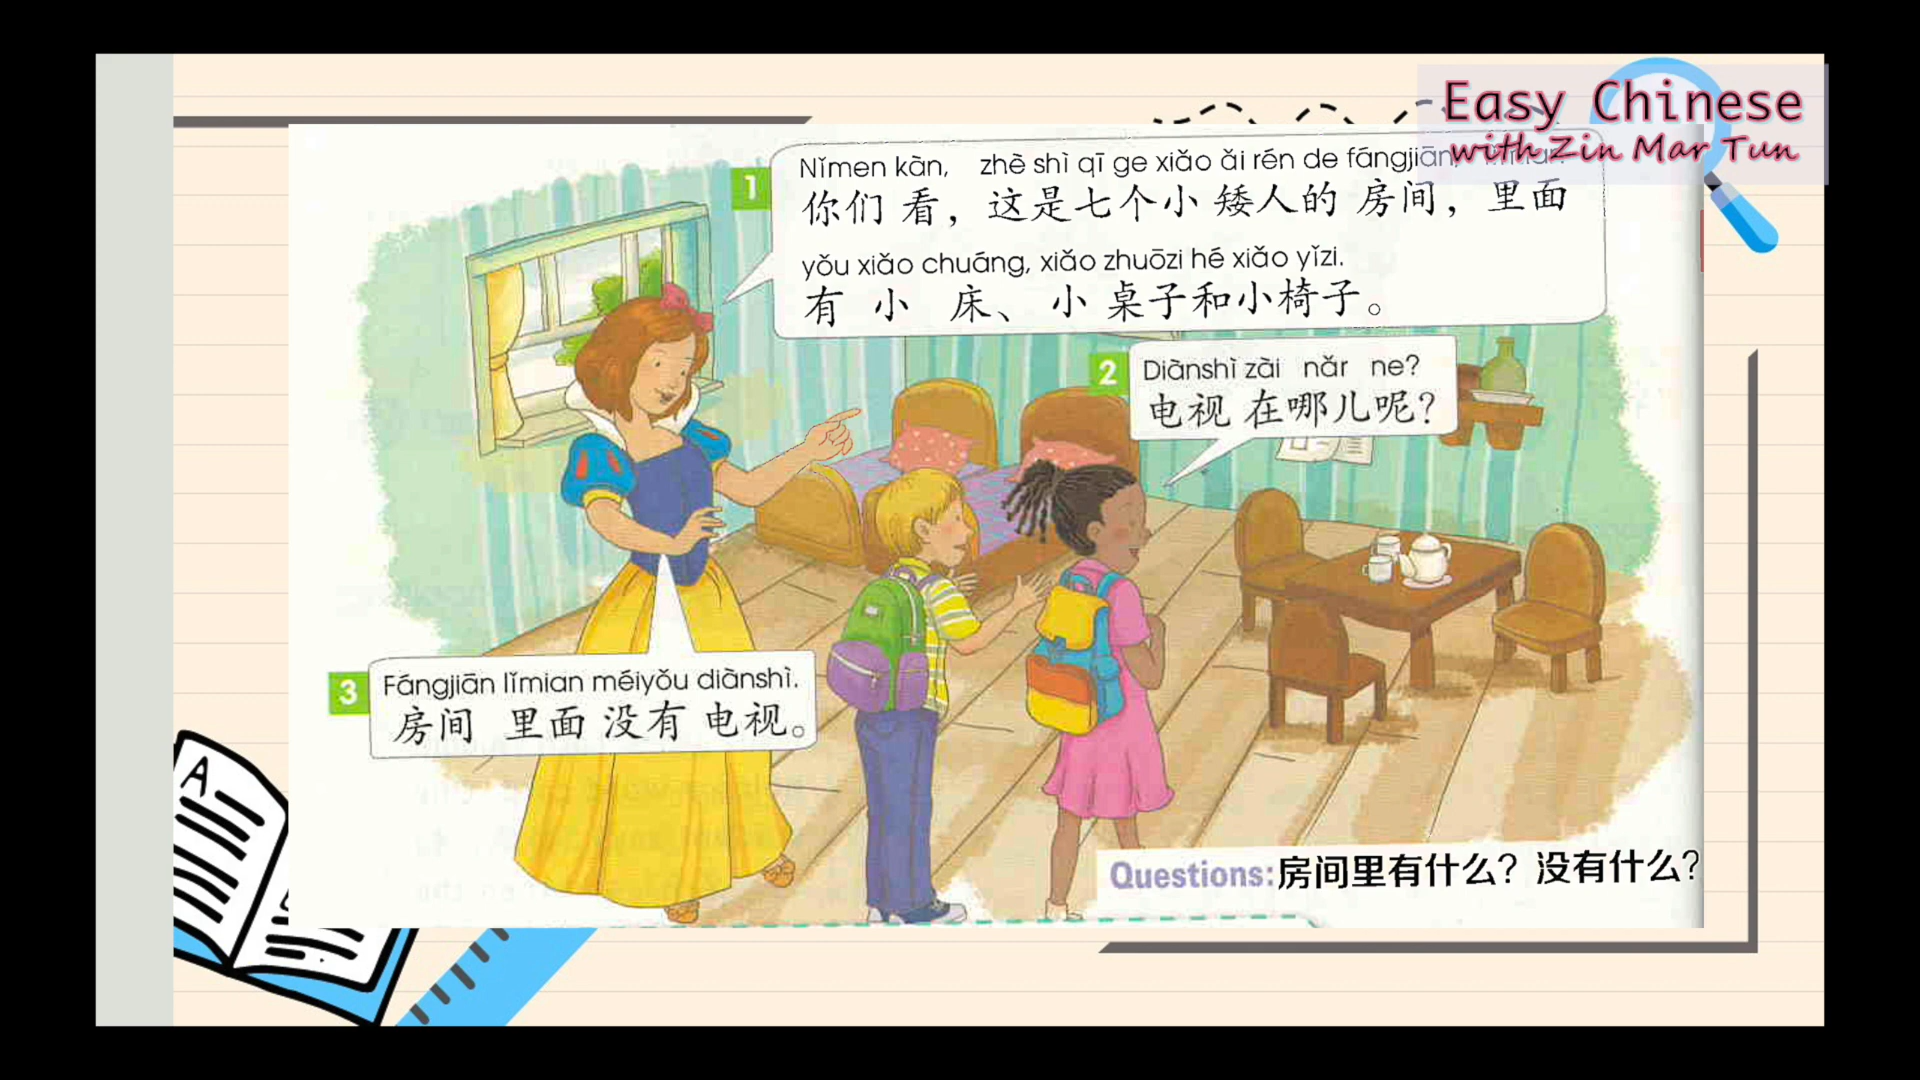 Easy Chinese
with Zin Mar Tun
1
Nǐmen kàn, zhè shì qī ge xiǎo ǎi rén de fángjiān,
你们 看，这是七个小 矮人的 房间，里面
yǒu xiǎo chuáng, xiǎo zhuōzi hé xiǎo yǐzi.
有 小 床、小 桌子和小椅子。
2
Diànshì zài nǎr ne?
电视 在哪儿呢？
3
Fángjiān lǐmian méiyǒu diànshì.
房间 里面 没有 电视。
Questions:房间里有什么？没有什么？
A